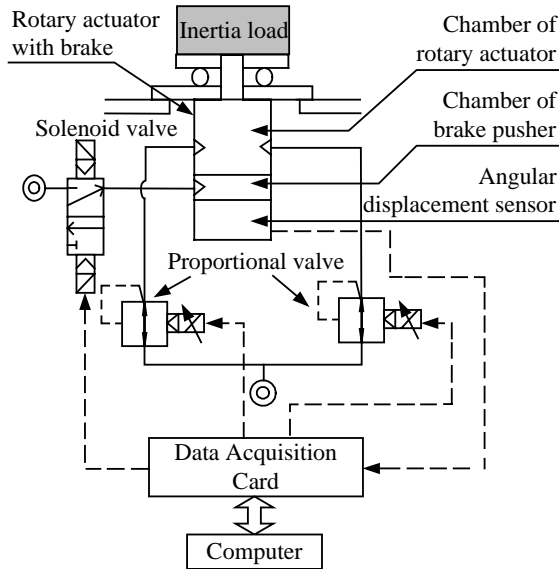 Rotary actuator
with brake
Inertia load
Chamber of
rotary actuator
Chamber of
brake pusher
Solenoid valve
Angular
displacement sensor
Proportional valve
Data Acquisition
Card
Computer